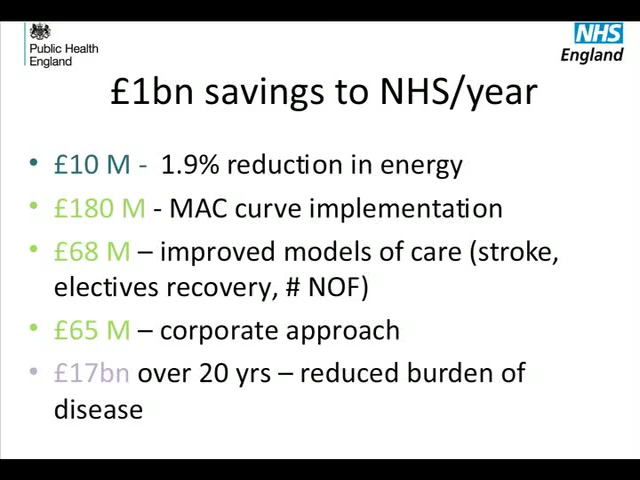 Public Health
England
NHS
England
£1bn savings to NHS/year
• £10 M - 1.9% reduction in energy
• £180 M - MAC curve implementation
• £68 M – improved models of care (stroke,
electives recovery, # NOF)
• £65 M – corporate approach
• £17bn over 20 yrs – reduced burden of
disease